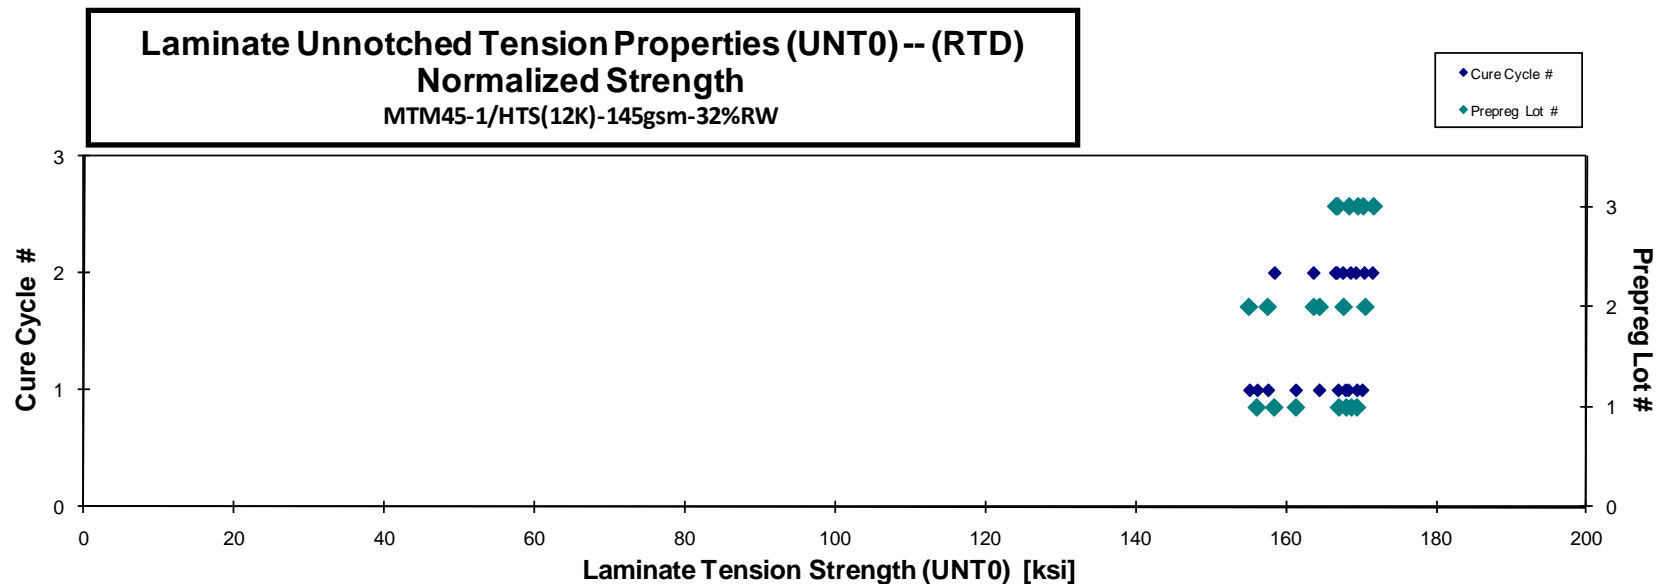 Laminate Unnotched Tension Properties (UNT0) -- (RTD)
Normalized Strength
MTM45-1/HTS(12K)-145gsm-32%RW
Cure Cycle #
Prepreg Lot #
3
2
1
0
Cure Cycle #
3
2
1
0
Prepreg Lot #
0 20 40 60 80 100 120 140 160 180 200
Laminate Tension Strength (UNT0) [ksi]